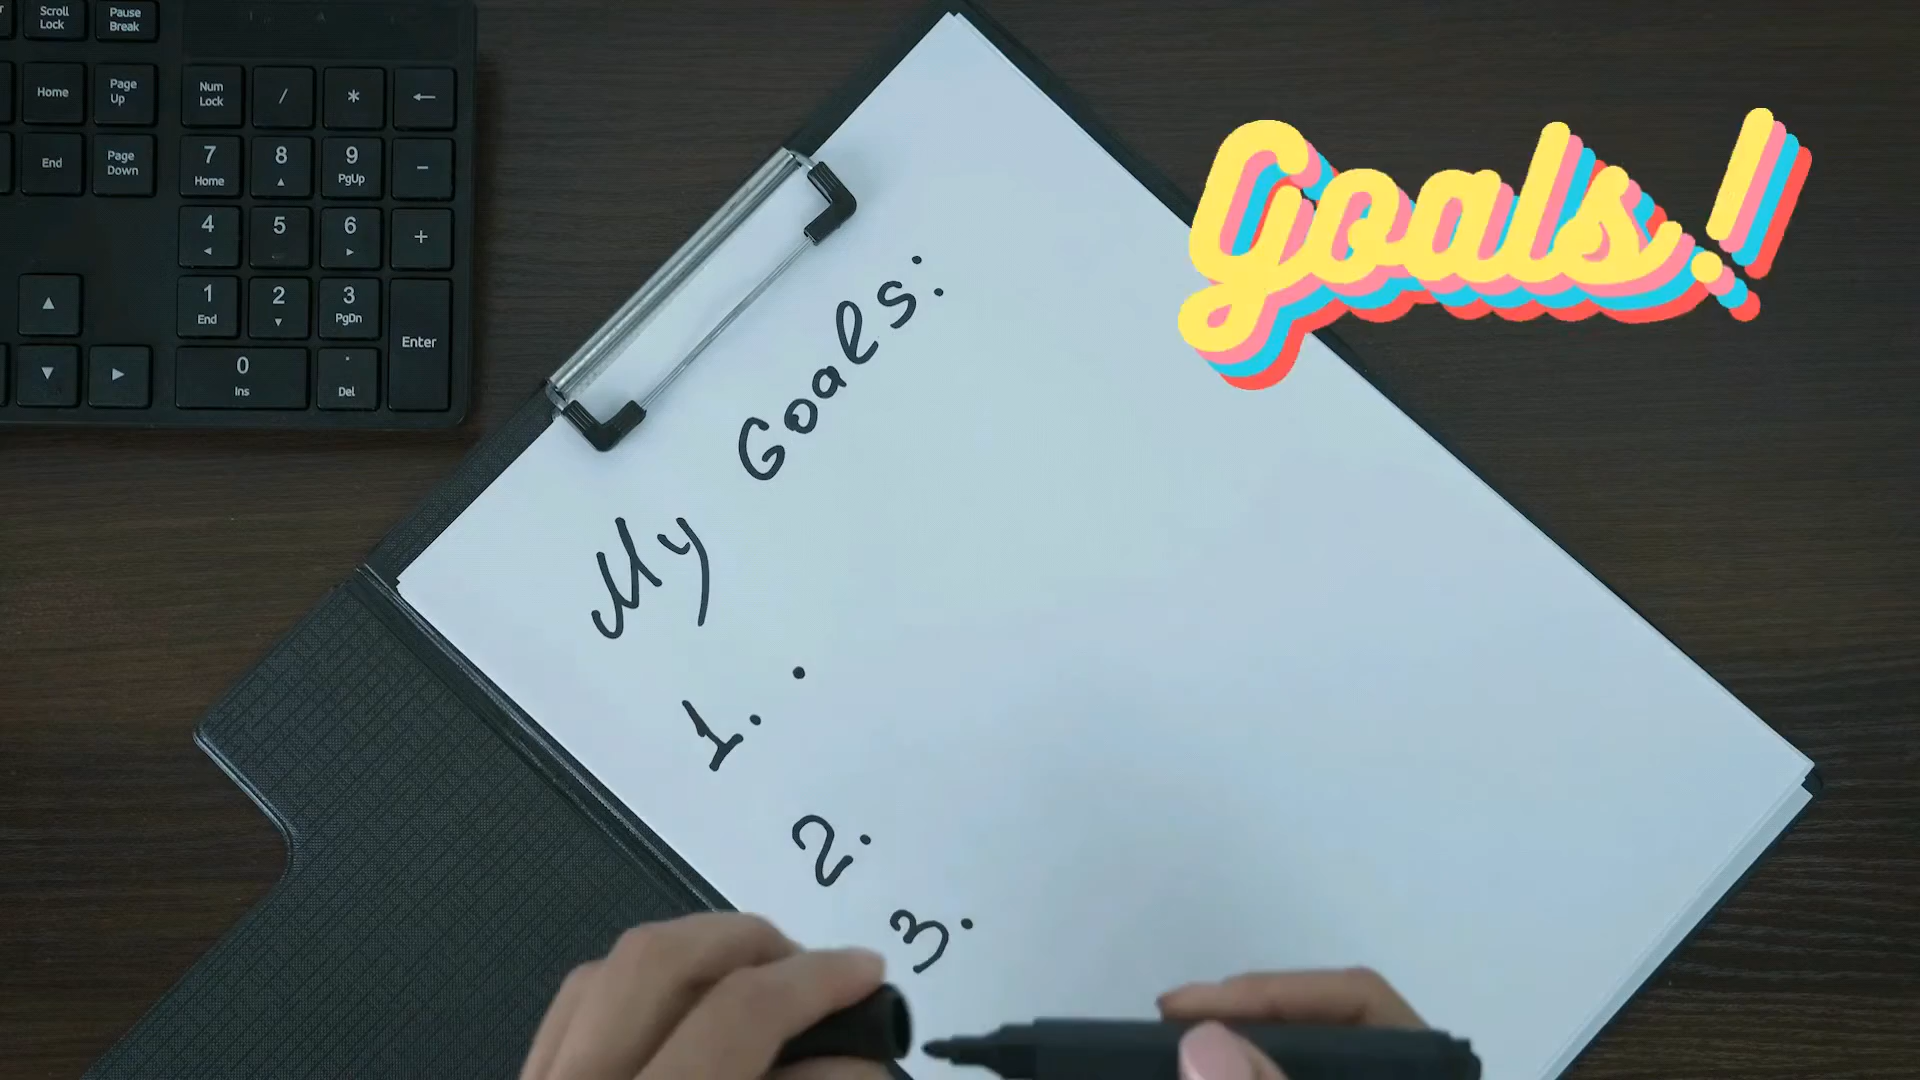 Scroll Lock
Pause Break
Home
Page Up
Num Lock
/
*
←
End
Page Down
7 Home
8 ▲
9 PgUp
-
4 ◄
5
6 ►
+
▲
1 End
2 ▼
3 PgDn
Enter
▼
►
0 Ins
. Del
Goals!
My Goals:
1. .
2.
3.